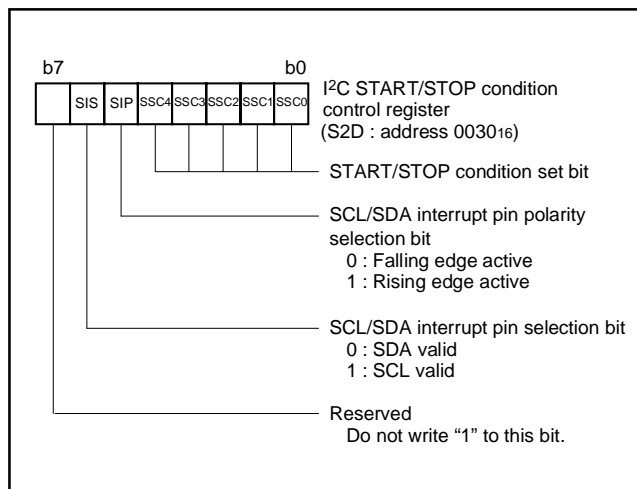 b7 b0
SIS SIP SSC4 SSC3 SSC2 SSC1 SSC0
I²C START/STOP condition
control register
(S2D : address 0030₁₆)
START/STOP condition set bit
SCL/SDA interrupt pin polarity
selection bit
0 : Falling edge active
1 : Rising edge active
SCL/SDA interrupt pin selection bit
0 : SDA valid
1 : SCL valid
Reserved
Do not write “1” to this bit.